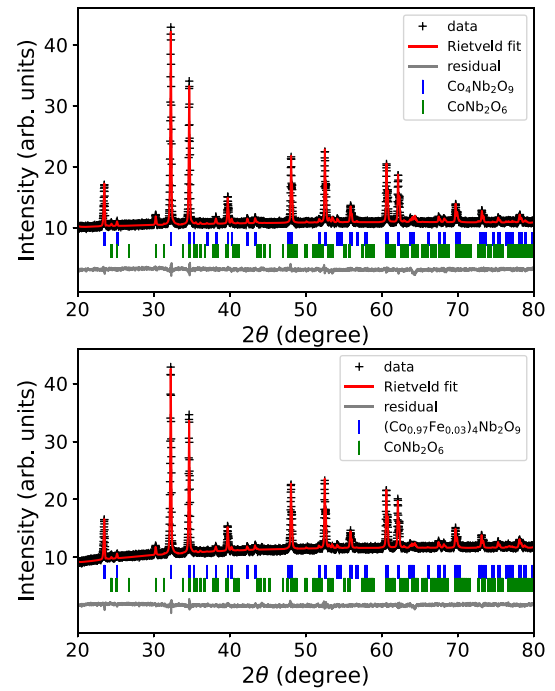 Intensity (arb. units)
40
30
20
10
data
Rietveld fit
residual
Co₄Nb₂O₉
CoNb₂O₆
20 30 40 50 60 70 80
2θ (degree)
Intensity (arb. units)
40
30
20
10
data
Rietveld fit
residual
(Co₀.₉₇Fe₀.₀₃)₄Nb₂O₉
CoNb₂O₆
20 30 40 50 60 70 80
2θ (degree)